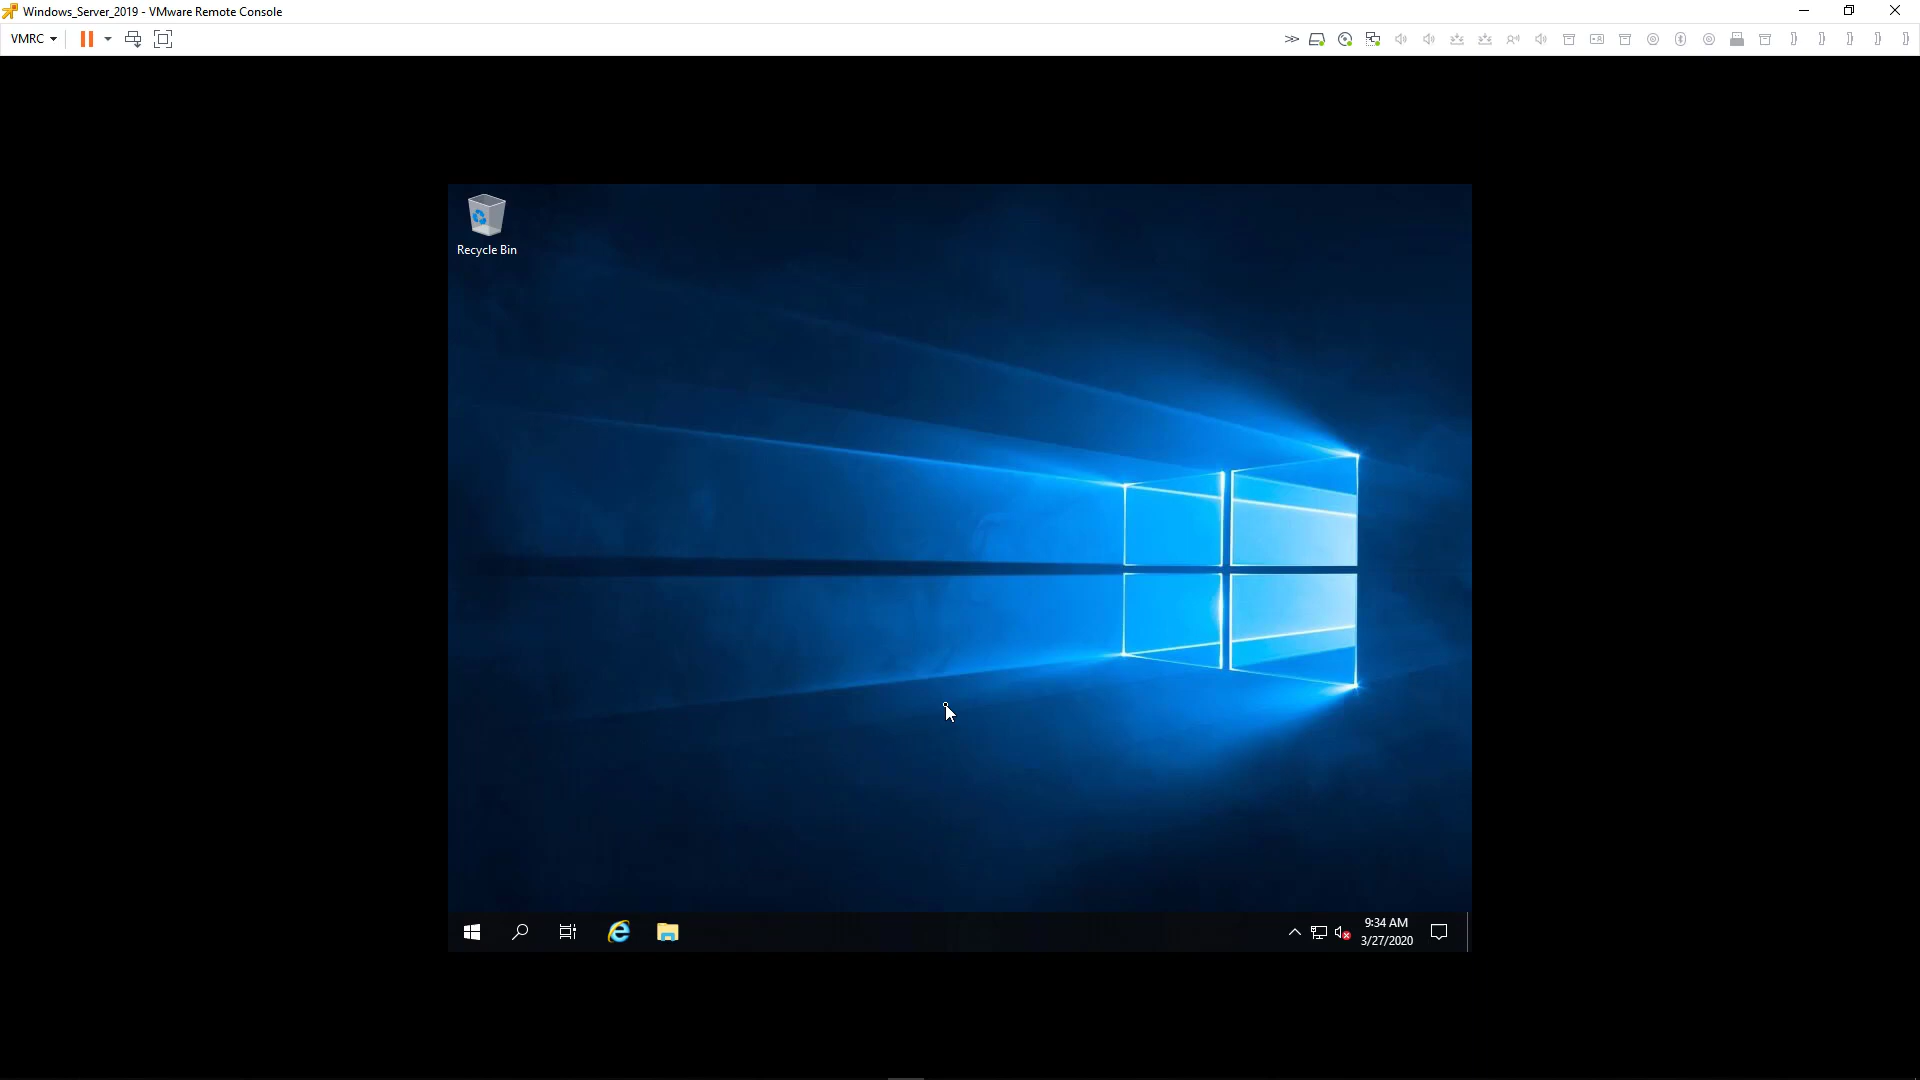 Windows_Server_2019 - VMware Remote Console
VMRC
Recycle Bin
9:34 AM
3/27/2020